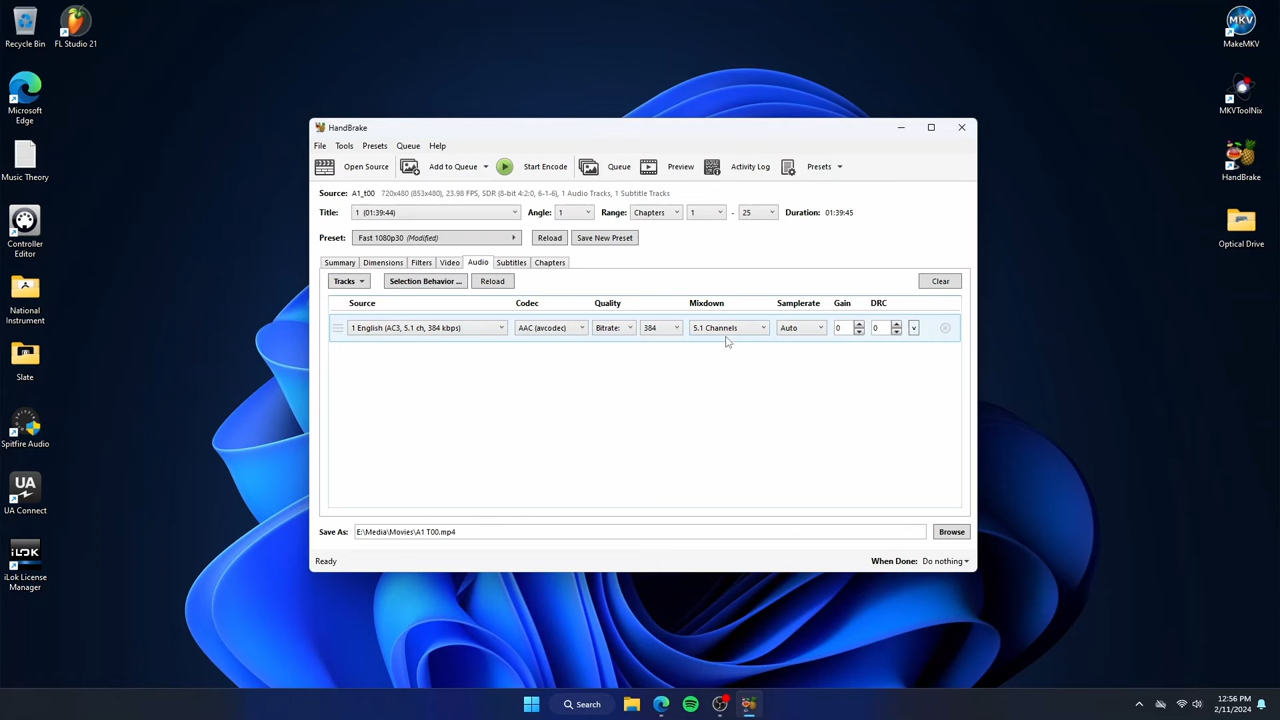 Recycle Bin
FL Studio 21
Microsoft
Edge
Music Theory
Controller
Editor
National
Instrument
Slate
Spitfire Audio
UA Connect
iLOK
iLok License
Manager
MKV
MakeMKV
MKVToolNix
HandBrake
Optical Drive
HandBrake
File Tools Presets Queue Help
Open Source Add to Queue Start Encode Queue Preview Activity Log Presets
Source: A1_t00 720x480 (853x480), 23.98 FPS, SDR (8-bit 4:2:0, 6-1-6), 1 Audio Tracks, 1 Subtitle Tracks
Title: 1 (01:39:44) Angle: 1 Range: Chapters 1 - 25 Duration: 01:39:45
Preset: Fast 1080p30 (Modified) Reload Save New Preset
Summary Dimensions Filters Video Audio Subtitles Chapters
Tracks Selection Behavior ... Reload Clear
Source Codec Quality Mixdown Samplerate Gain DRC
1 English (AC3, 5.1 ch, 384 kbps) AAC (avcodec) Bitrate: 384 5.1 Channels Auto 0 0 v
Save As: E:\Media\Movies\A1 T00.mp4 Browse
Ready When Done: Do nothing
Search
12:56 PM
2/11/2024